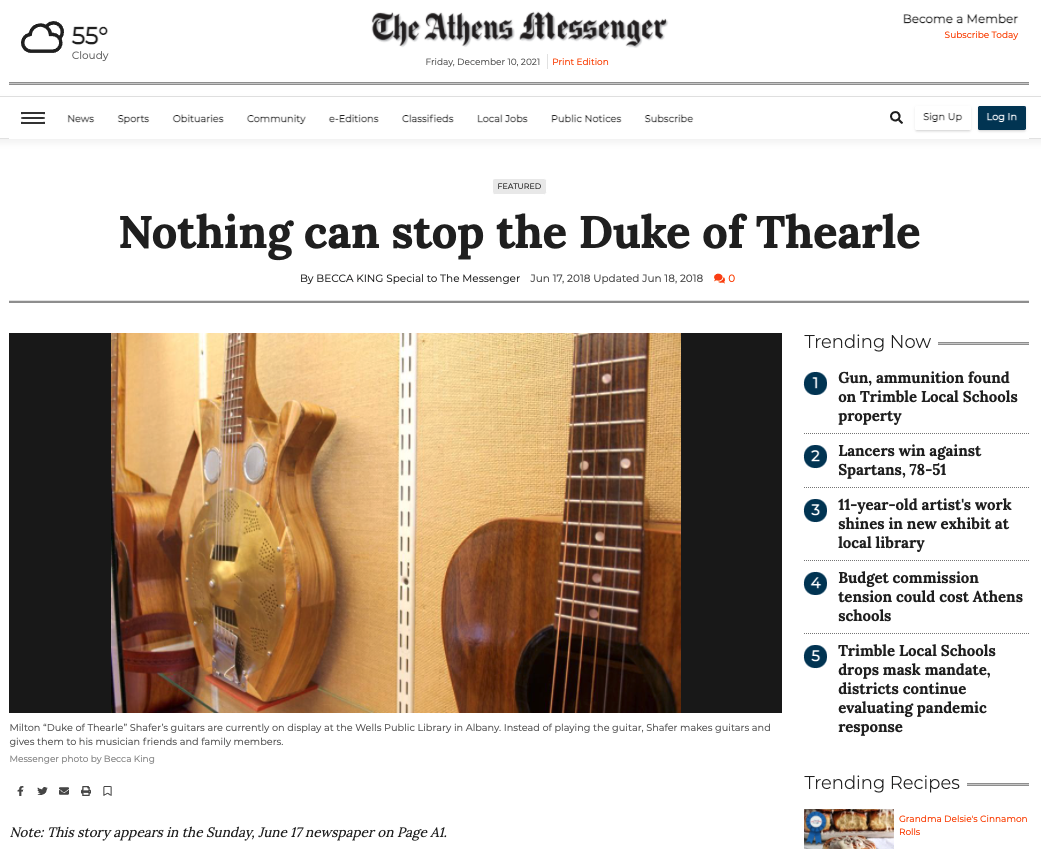 55°
Cloudy
The Athens Messenger
Friday, December 10, 2021 Print Edition
Become a Member
Subscribe Today
News Sports Obituaries Community e-Editions Classifieds Local Jobs Public Notices Subscribe
Sign Up Log In
FEATURED
Nothing can stop the Duke of Thearle
By BECCA KING Special to The Messenger Jun 17, 2018 Updated Jun 18, 2018 0
Milton “Duke of Thearle” Shafer’s guitars are currently on display at the Wells Public Library in Albany. Instead of playing the guitar, Shafer makes guitars and
gives them to his musician friends and family members.
Messenger photo by Becca King
Note: This story appears in the Sunday, June 17 newspaper on Page A1.
Trending Now
1 Gun, ammunition found
on Trimble Local Schools
property
2 Lancers win against
Spartans, 78-51
3 11-year-old artist's work
shines in new exhibit at
local library
4 Budget commission
tension could cost Athens
schools
5 Trimble Local Schools
drops mask mandate,
districts continue
evaluating pandemic
response
Trending Recipes
Grandma Delsie's Cinnamon
Rolls